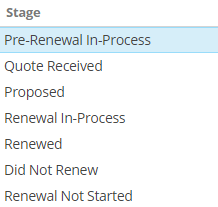 Stage
Pre-Renewal In-Process
Quote Received
Proposed
Renewal In-Process
Renewed
Did Not Renew
Renewal Not Started